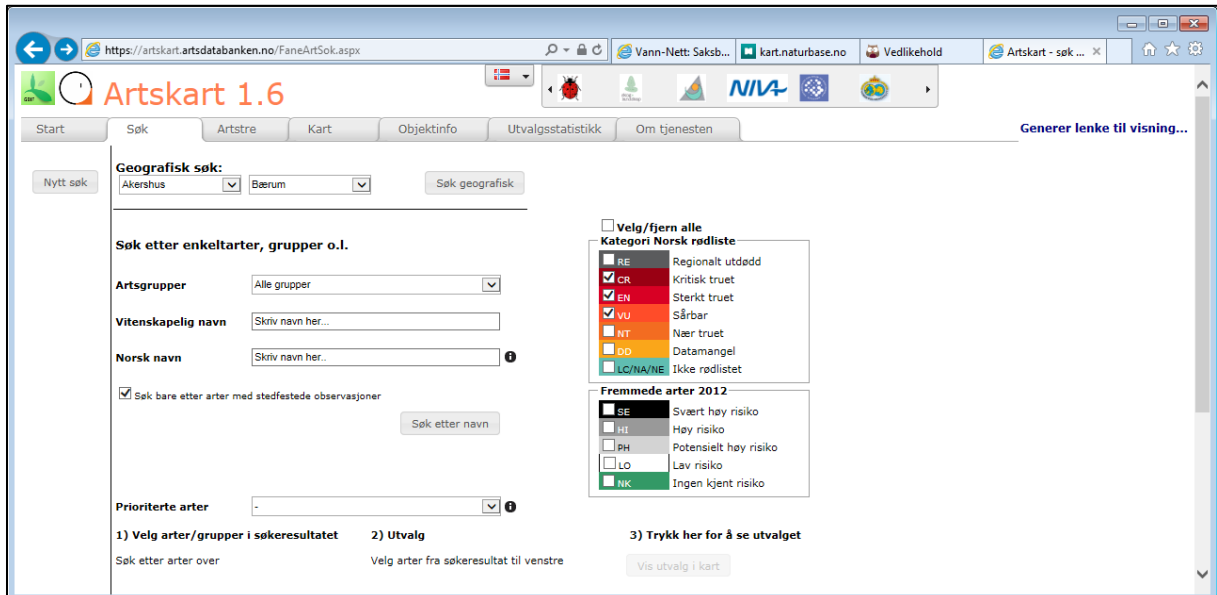 https://artskart.artsdatabanken.no/FaneArtSok.aspx
Vann-Nett: Saksb...
kart.naturbase.no
Vedlikehold
Artskart - søk ...
Artskart 1.6
NIVA
Start
Søk
Artstre
Kart
Objektinfo
Utvalgsstatistikk
Om tjenesten
Generer lenke til visning...
Nytt søk
Geografisk søk:
Akershus
Bærum
Søk geografisk
Søk etter enkeltarter, grupper o.l.
Artsgrupper
Alle grupper
Vitenskapelig navn
Skriv navn her...
Norsk navn
Skriv navn her..
Søk bare etter arter med stedfestede observasjoner
Søk etter navn
Velg/fjern alle
Kategori Norsk rødliste
RE Regionalt utdødd
CR Kritisk truet
EN Sterkt truet
VU Sårbar
NT Nær truet
DD Datamangel
LC/NA/NE Ikke rødlistet
Fremmede arter 2012
SE Svært høy risiko
HI Høy risiko
PH Potensielt høy risiko
LO Lav risiko
NK Ingen kjent risiko
Prioriterte arter
-
1) Velg arter/grupper i søkeresultatet
2) Utvalg
3) Trykk her for å se utvalget
Søk etter arter over
Velg arter fra søkeresultat til venstre
Vis utvalg i kart